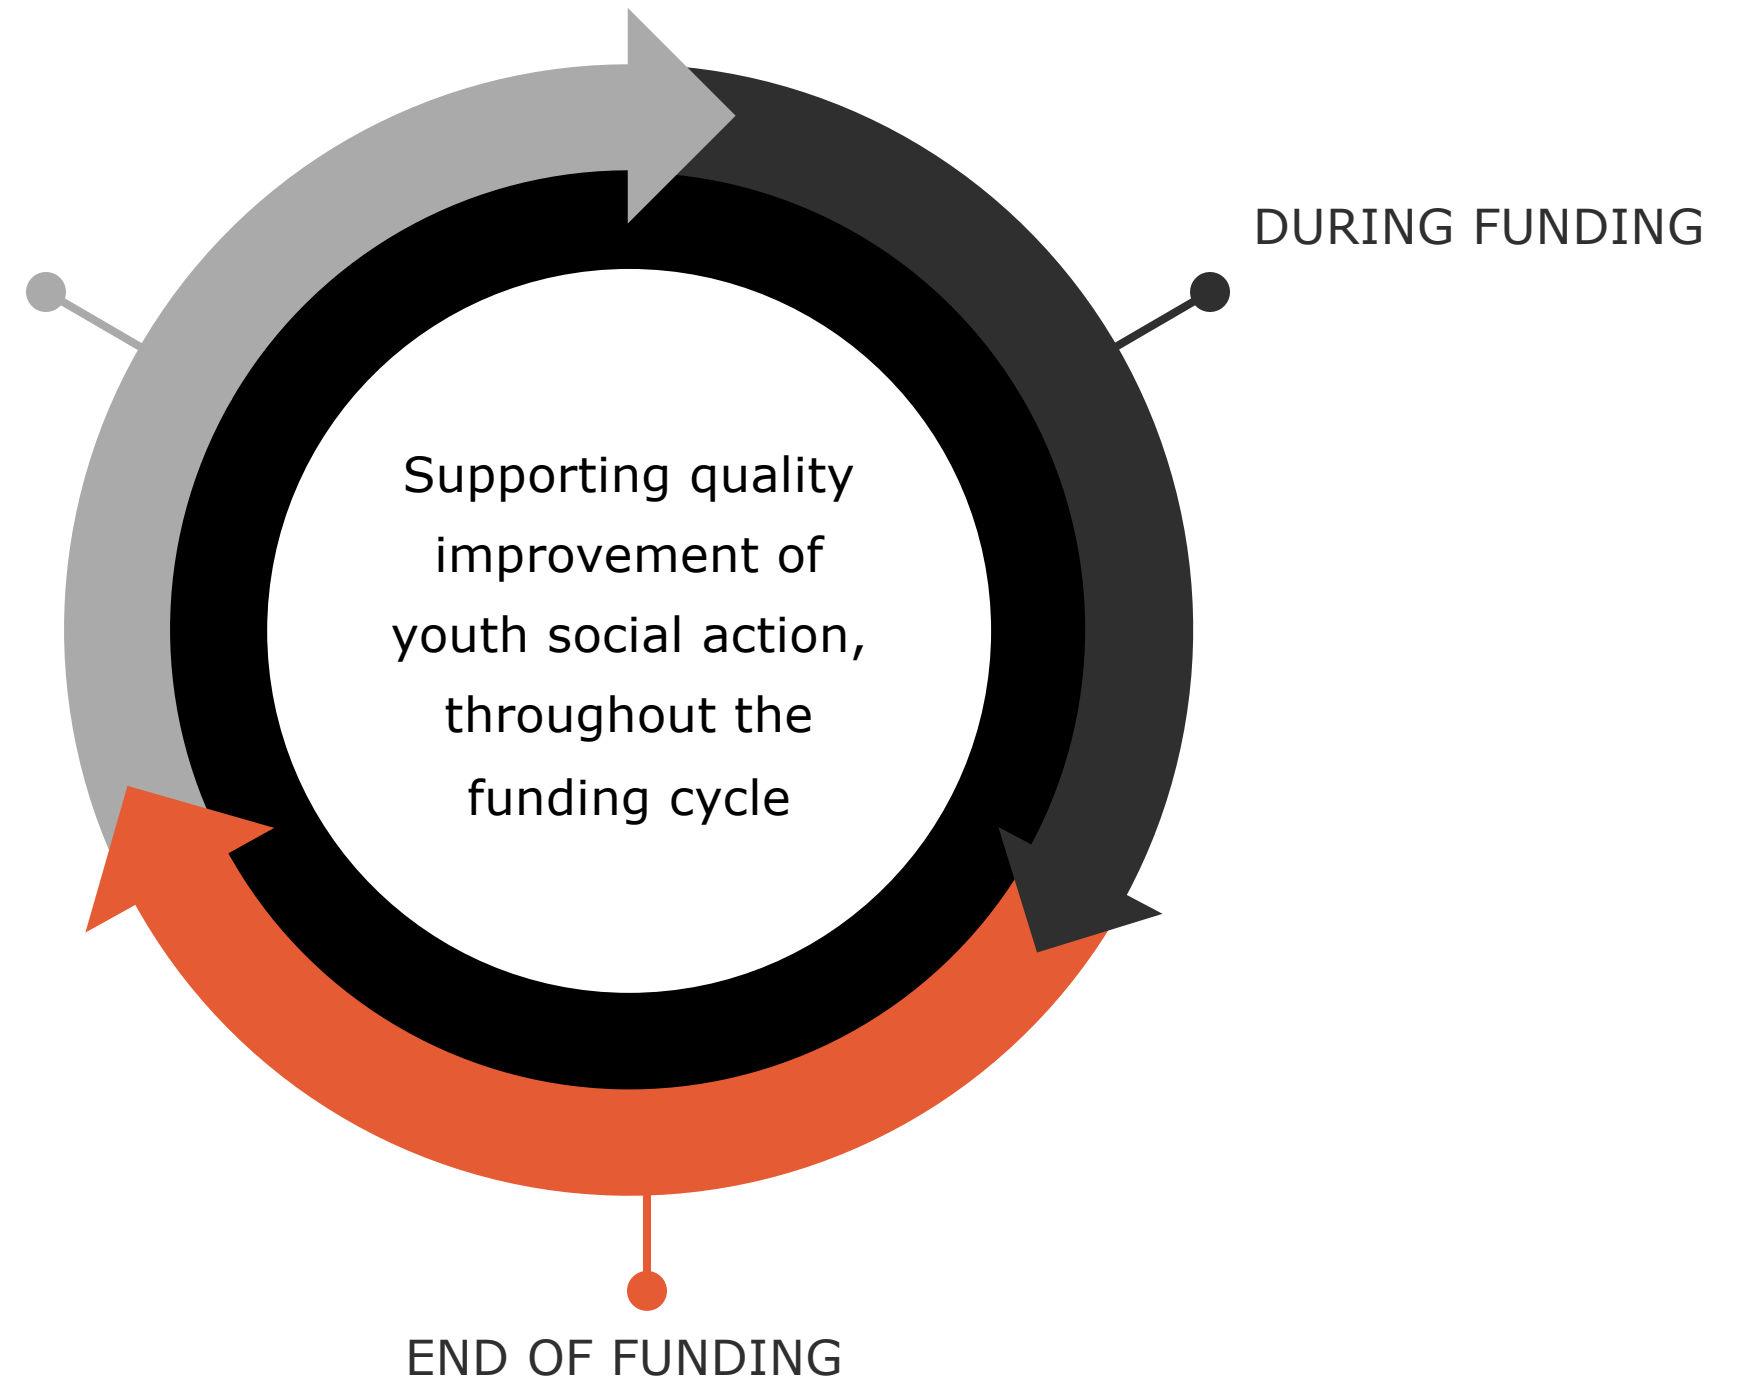 DURING FUNDING
Supporting quality
improvement of
youth social action,
throughout the
funding cycle
END OF FUNDING